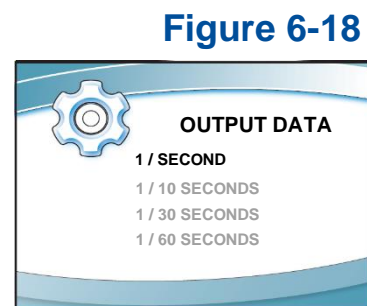 Figure 6-18
OUTPUT DATA
1 / SECOND
1 / 10 SECONDS
1 / 30 SECONDS
1 / 60 SECONDS